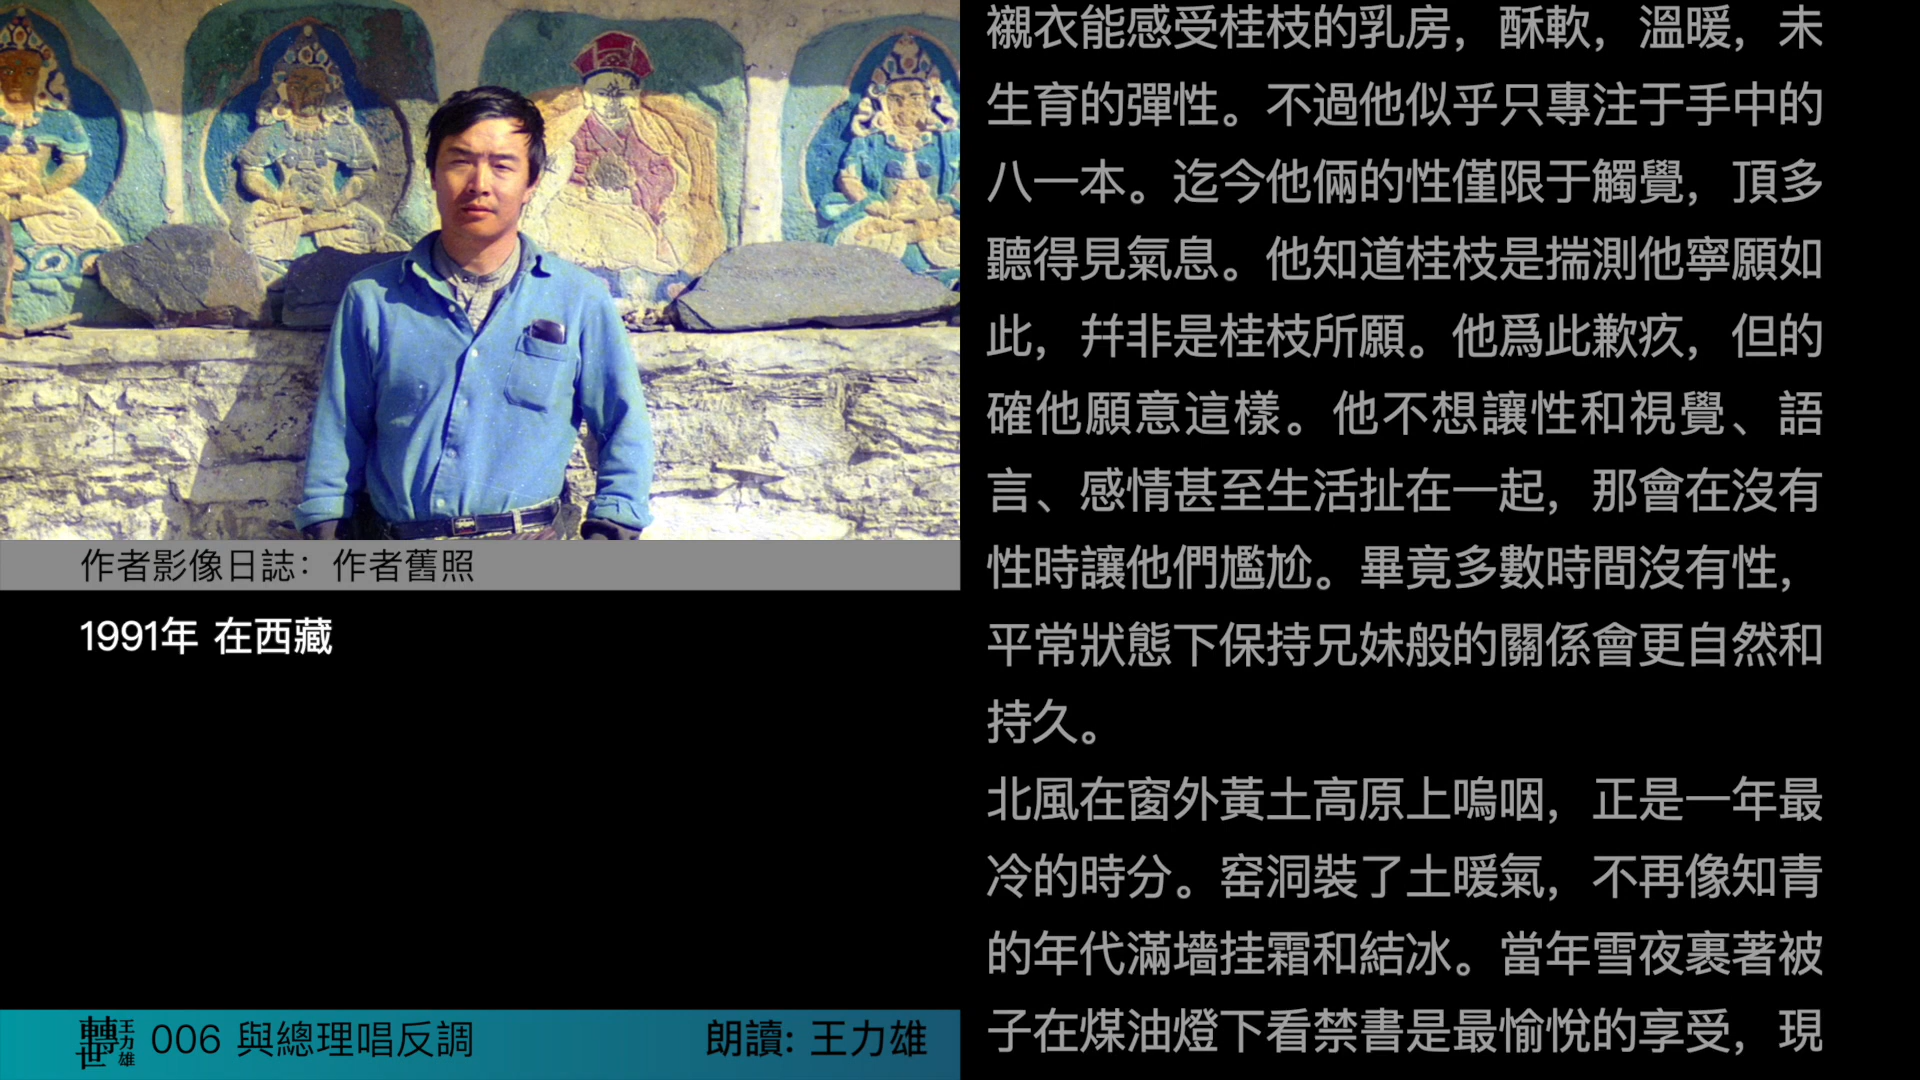 作者影像日誌：作者舊照
1991年 在西藏
轉世
王力雄
006 與總理唱反調
朗讀: 王力雄
襯衣能感受桂枝的乳房，酥軟，溫暖，未
生育的彈性。不過他似乎只專注于手中的
八一本。迄今他倆的性僅限于觸覺，頂多
聽得見氣息。他知道桂枝是揣測他寧願如
此，幷非是桂枝所願。他爲此歉疚，但的
確他願意這樣。他不想讓性和視覺、語
言、感情甚至生活扯在一起，那會在沒有
性時讓他們尷尬。畢竟多數時間沒有性，
平常狀態下保持兄妹般的關係會更自然和
持久。
北風在窗外黃土高原上嗚咽，正是一年最
冷的時分。窑洞裝了土暖氣，不再像知青
的年代滿墻挂霜和結冰。當年雪夜裹著被
子在煤油燈下看禁書是最愉悅的享受，現